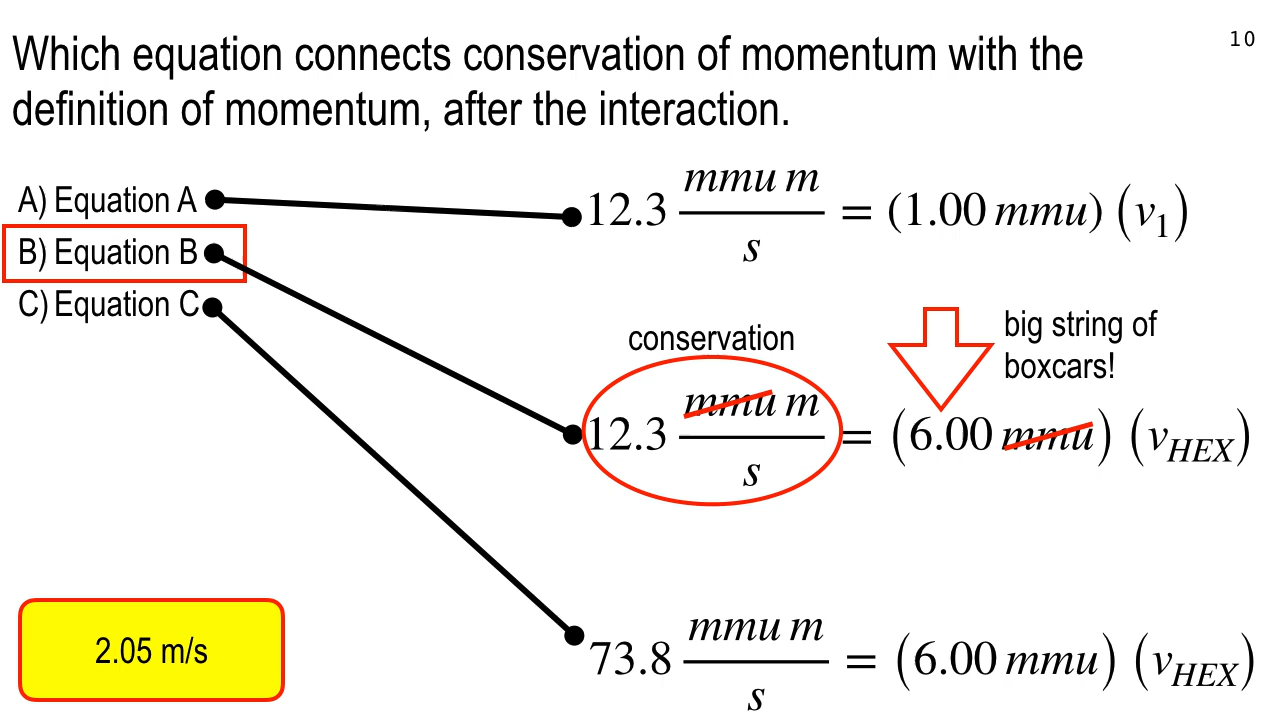 10
Which equation connects conservation of momentum with the
definition of momentum, after the interaction.
A) Equation A
B) Equation B
C) Equation C
12.3 mmu m / s = (1.00 mmu) (v₁)
conservation
big string of
boxcars!
12.3 mmu m / s = (6.00 mmu) (v_HEX)
73.8 mmu m / s = (6.00 mmu) (v_HEX)
2.05 m/s